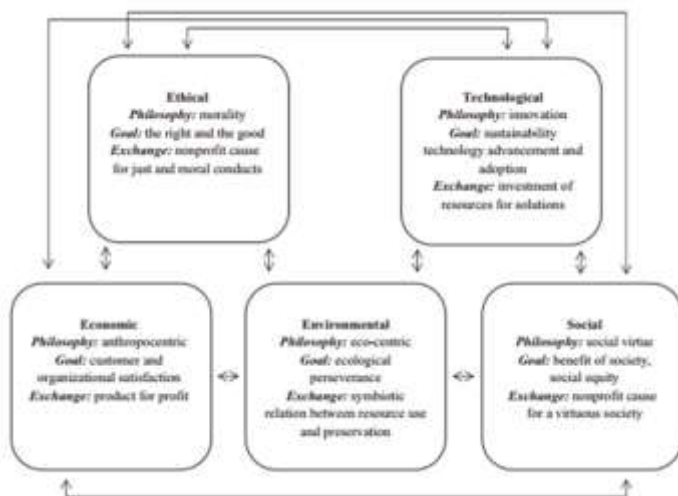 Ethical
Philosophy: morality
Goal: the right and the good
Exchange: nonprofit cause
for just and moral conducts
Technological
Philosophy: innovation
Goal: sustainability
technology advancement and
adoption
Exchange: investment of
resources for solutions
Economic
Philosophy: anthropocentric
Goal: customer and
organizational satisfaction
Exchange: product for profit
Environmental
Philosophy: eco-centric
Goal: ecological
perseverance
Exchange: symbiotic
relation between resource use
and preservation
Social
Philosophy: social virtue
Goal: benefit of society,
social equity
Exchange: nonprofit cause
for a virtuous society